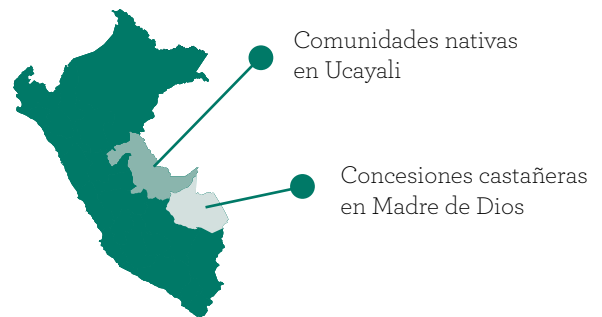 Comunidades nativas
en Ucayali
Concesiones castañeras
en Madre de Dios